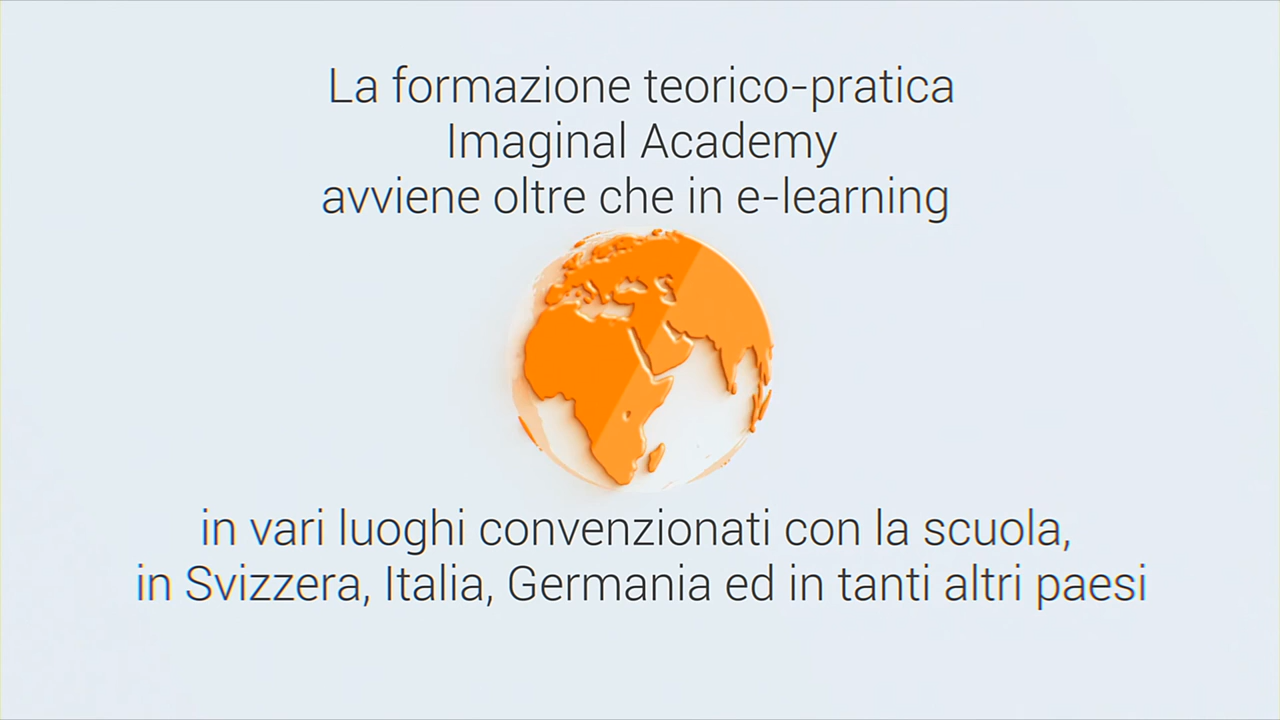 La formazione teorico-pratica
Imaginal Academy
avviene oltre che in e-learning
in vari luoghi convenzionati con la scuola,
in Svizzera, Italia, Germania ed in tanti altri paesi